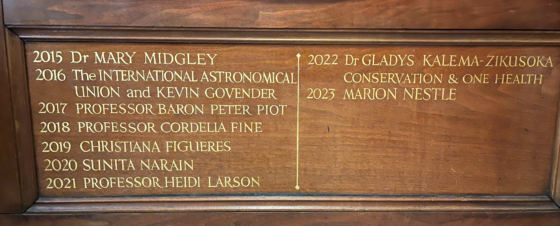 2015 Dr MARY MIDGLEY
2016 The INTERNATIONAL ASTRONOMICAL
UNION and KEVIN GOVENDER
2017 PROFESSOR BARON PETER PIOT
2018 PROFESSOR CORDELIA FINE
2019 CHRISTIANA FIGUERES
2020 SUNITA NARAIN
2021 PROFESSOR HEIDI LARSON
2022 Dr GLADYS KALEMA-ZIKUSOKA
CONSERVATION & ONE HEALTH
2023 MARION NESTLE